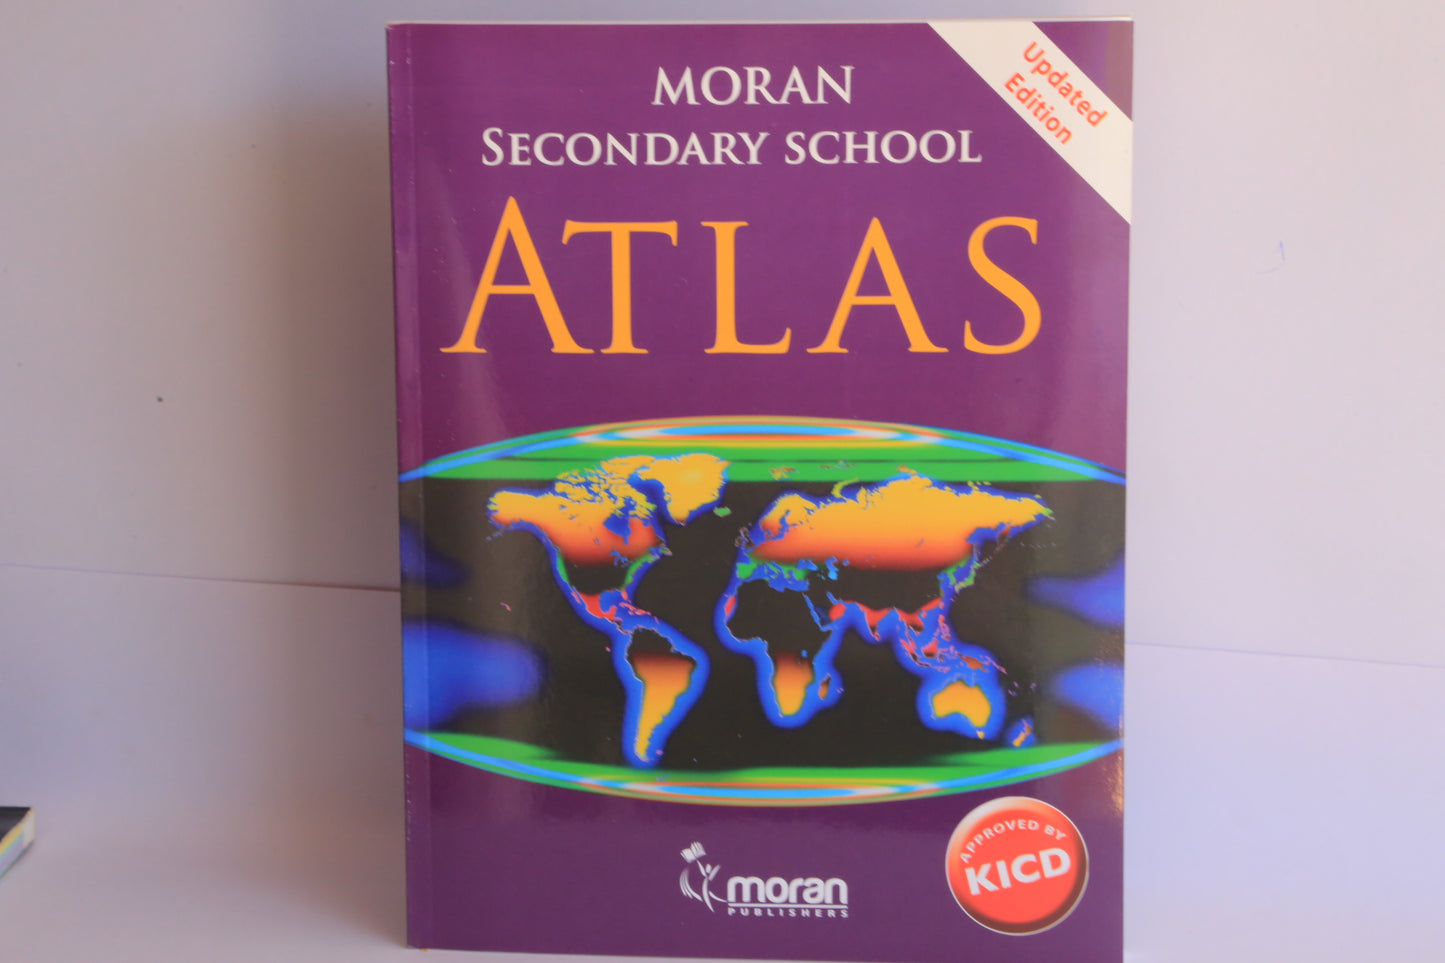 Updated
Edition
MORAN
SECONDARY SCHOOL
ATLAS
APPROVED BY
KICD
moran
PUBLISHERS